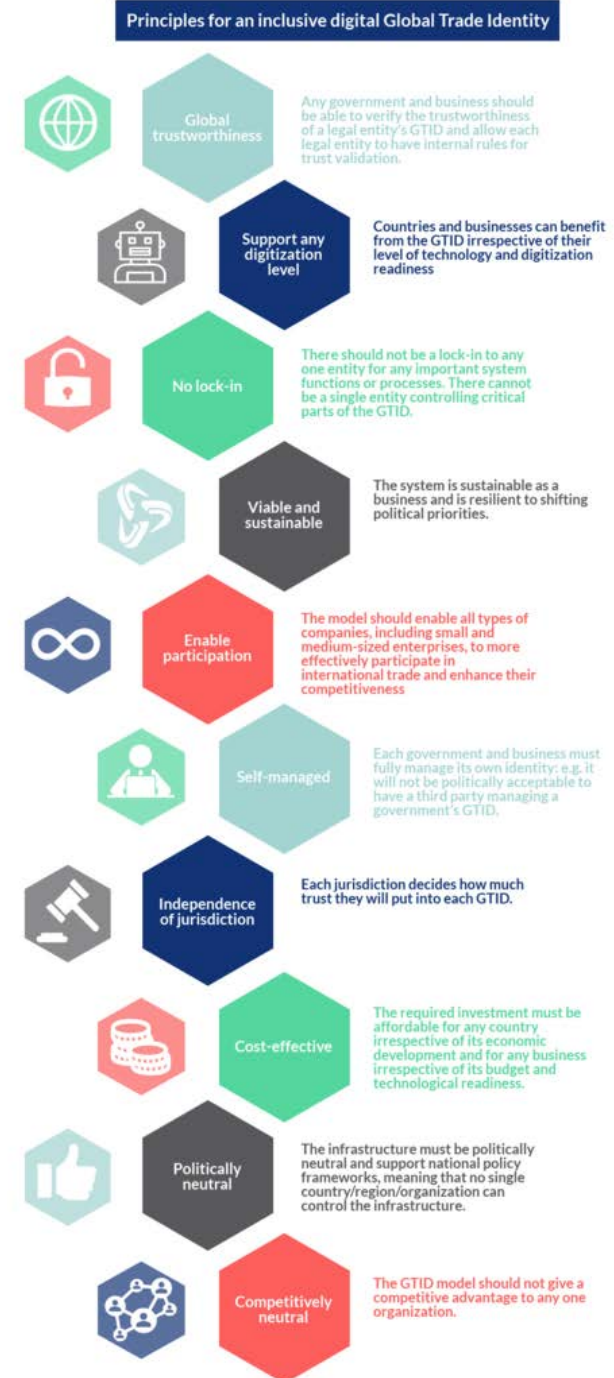 Principles for an inclusive digital Global Trade Identity
Global
trustworthiness
Any government and business should
be able to verify the trustworthiness
of a legal entity's GTID and allow each
legal entity to have internal rules for
trust validation.
Support any
digitization
level
Countries and businesses can benefit
from the GTID irrespective of their
level of technology and digitization
readiness
No lock-in
There should not be a lock-in to any
one entity for any important system
functions or processes. There cannot
be a single entity controlling critical
parts of the GTID.
Viable and
sustainable
The system is sustainable as a
business and is resilient to shifting
political priorities.
Enable
participation
The model should enable all types of
companies, including small and
medium-sized enterprises, to more
effectively participate in
international trade and enhance their
competitiveness
Self-managed
Each government and business must
fully manage its own identity: e.g. it
will not be politically acceptable to
have a third party managing a
government's GTID.
Independence
of jurisdiction
Each jurisdiction decides how much
trust they will put into each GTID.
Cost-effective
The required investment must be
affordable for any country
irrespective of its economic
development and for any business
irrespective of its budget and
technological readiness.
Politically
neutral
The infrastructure must be politically
neutral and support national policy
frameworks, meaning that no single
country/region/organization can
control the infrastructure.
Competitively
neutral
The GTID model should not give a
competitive advantage to any one
organization.